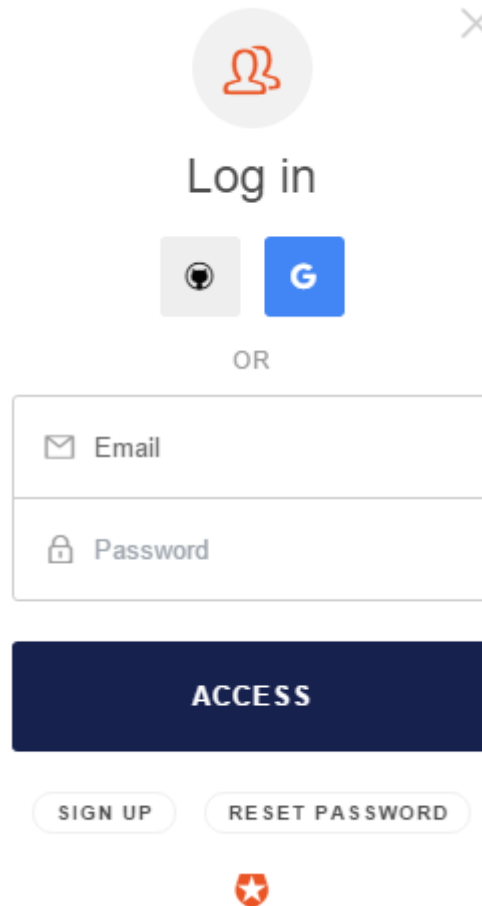 Log in
G
OR
Email
Password
ACCESS
SIGN UP RESET PASSWORD